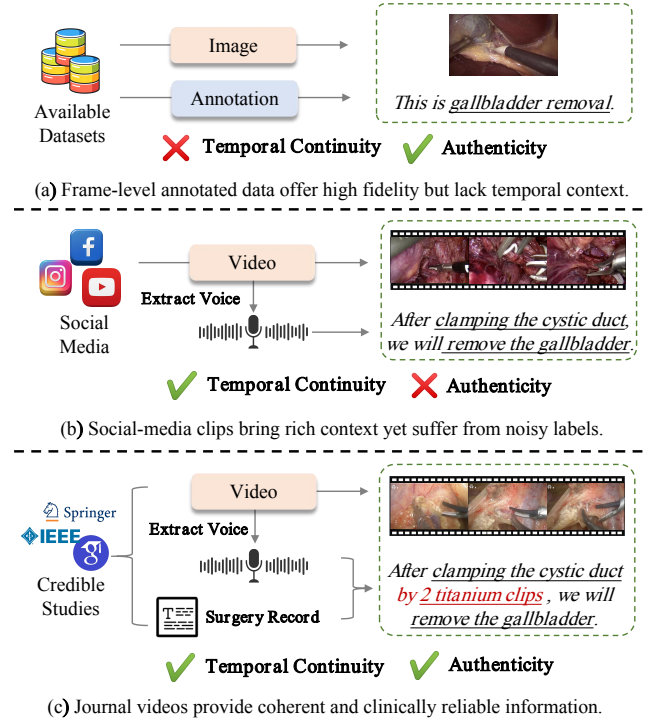 Available
Datasets
Image
Annotation
This is gallbladder removal.
Temporal Continuity
Authenticity
(a) Frame-level annotated data offer high fidelity but lack temporal context.
Social
Media
Video
Extract Voice
After clamping the cystic duct,
we will remove the gallbladder.
Temporal Continuity
Authenticity
(b) Social-media clips bring rich context yet suffer from noisy labels.
Springer
IEEE
Credible
Studies
Video
Extract Voice
T
Surgery Record
After clamping the cystic duct
by 2 titanium clips , we will
remove the gallbladder.
Temporal Continuity
Authenticity
(c) Journal videos provide coherent and clinically reliable information.